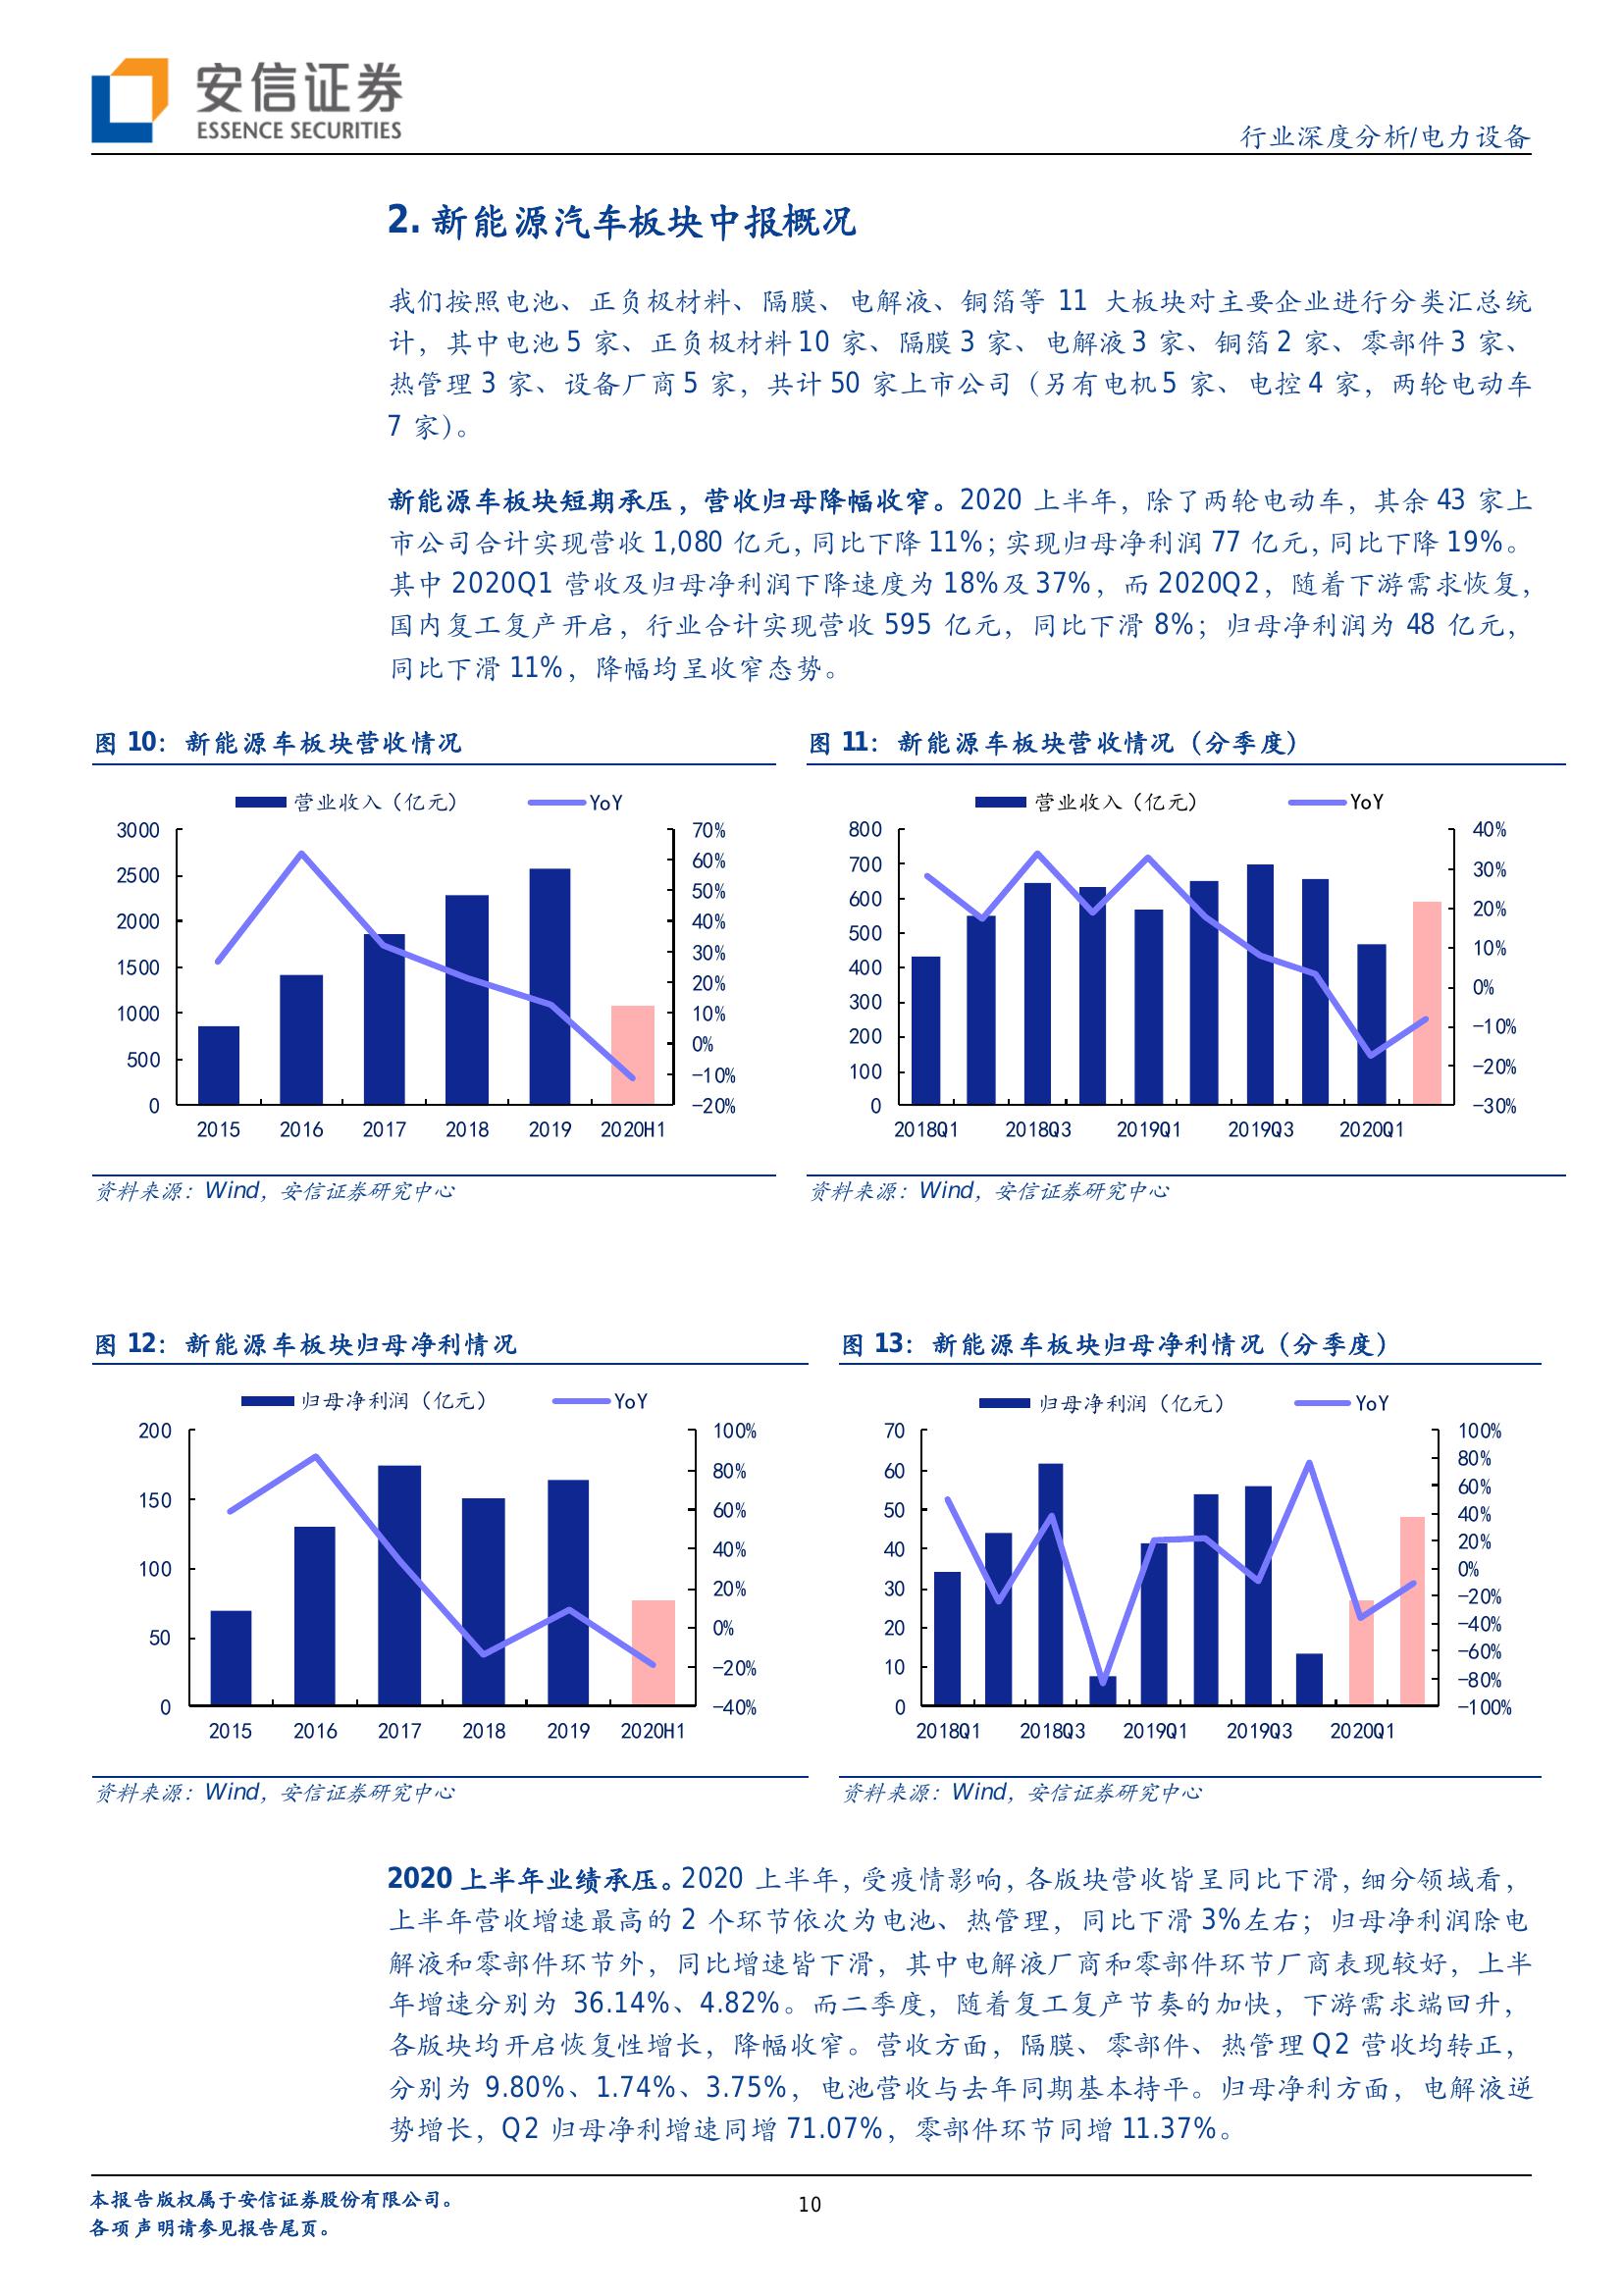 安信证券
ESSENCE SECURITIES
行业深度分析/电力设备
2. 新能源汽车板块中报概况
我们按照电池、正负极材料、隔膜、电解液、铜箔等 11 大板块对主要企业进行分类汇总统
计，其中电池 5 家、正负极材料 10 家、隔膜 3 家、电解液 3 家、铜箔 2 家、零部件 3 家、
热管理 3 家、设备厂商 5 家，共计 50 家上市公司（另有电机 5 家、电控 4 家，两轮电动车
7 家）。
新能源车板块短期承压，营收归母降幅收窄。2020 上半年，除了两轮电动车，其余 43 家上
市公司合计实现营收 1,080 亿元，同比下降 11%；实现归母净利润 77 亿元，同比下降 19%。
其中 2020Q1 营收及归母净利润下降速度为 18%及 37%，而 2020Q2，随着下游需求恢复，
国内复工复产开启，行业合计实现营收 595 亿元，同比下滑 8%；归母净利润为 48 亿元，
同比下滑 11%，降幅均呈收窄态势。
图 10：新能源车板块营收情况
营业收入（亿元） YoY
3000 70%
60%
2500 50%
2000 40%
30%
1500 20%
1000 10%
0%
500 -10%
0 -20%
2015 2016 2017 2018 2019 2020H1
资料来源：Wind，安信证券研究中心
图 11：新能源车板块营收情况（分季度）
营业收入（亿元） YoY
800 40%
700 30%
600 20%
500 10%
400 0%
300 -10%
200 -20%
100
0 -30%
2018Q1 2018Q3 2019Q1 2019Q3 2020Q1
资料来源：Wind，安信证券研究中心
图 12：新能源车板块归母净利情况
归母净利润（亿元） YoY
200 100%
80%
150 60%
40%
100 20%
50 0%
-20%
0 -40%
2015 2016 2017 2018 2019 2020H1
资料来源：Wind，安信证券研究中心
图 13：新能源车板块归母净利情况（分季度）
归母净利润（亿元） YoY
70 100%
80%
60 60%
50 40%
40 20%
0%
30 -20%
20 -40%
-60%
10 -80%
0 -100%
2018Q1 2018Q3 2019Q1 2019Q3 2020Q1
资料来源：Wind，安信证券研究中心
2020 上半年业绩承压。2020 上半年，受疫情影响，各版块营收皆呈同比下滑，细分领域看，
上半年营收增速最高的 2 个环节依次为电池、热管理，同比下滑 3%左右；归母净利润除电
解液和零部件环节外，同比增速皆下滑，其中电解液厂商和零部件环节厂商表现较好，上半
年增速分别为 36.14%、4.82%。而二季度，随着复工复产节奏的加快，下游需求端回升，
各版块均开启恢复性增长，降幅收窄。营收方面，隔膜、零部件、热管理 Q2 营收均转正，
分别为 9.80%、1.74%、3.75%，电池营收与去年同期基本持平。归母净利方面，电解液逆
势增长，Q2 归母净利增速同增 71.07%，零部件环节同增 11.37%。
本报告版权属于安信证券股份有限公司。
各项声明请参见报告尾页。
10